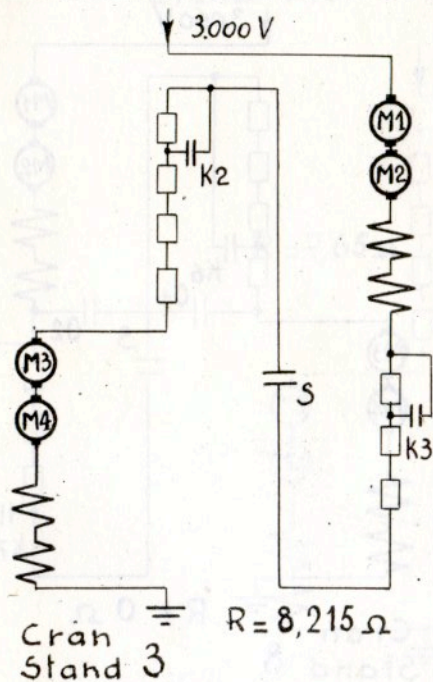 3.000 V
M1
M2
K2
M3
M4
S
K3
R = 8,215 Ω
Cran
Stand 3